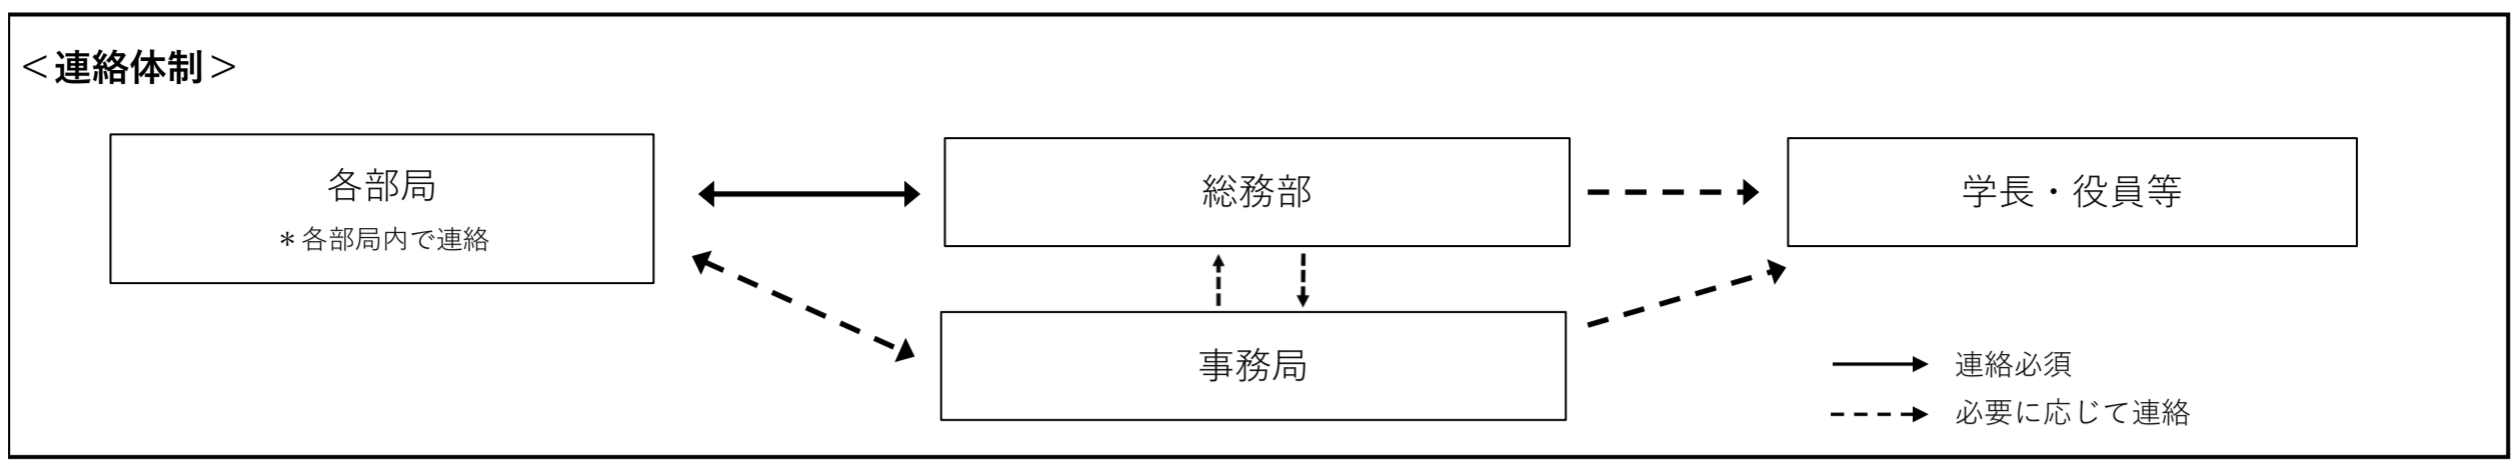 ＜連絡体制＞
各部局
＊各部局内で連絡
総務部
学長・役員等
事務局
連絡必須
必要に応じて連絡